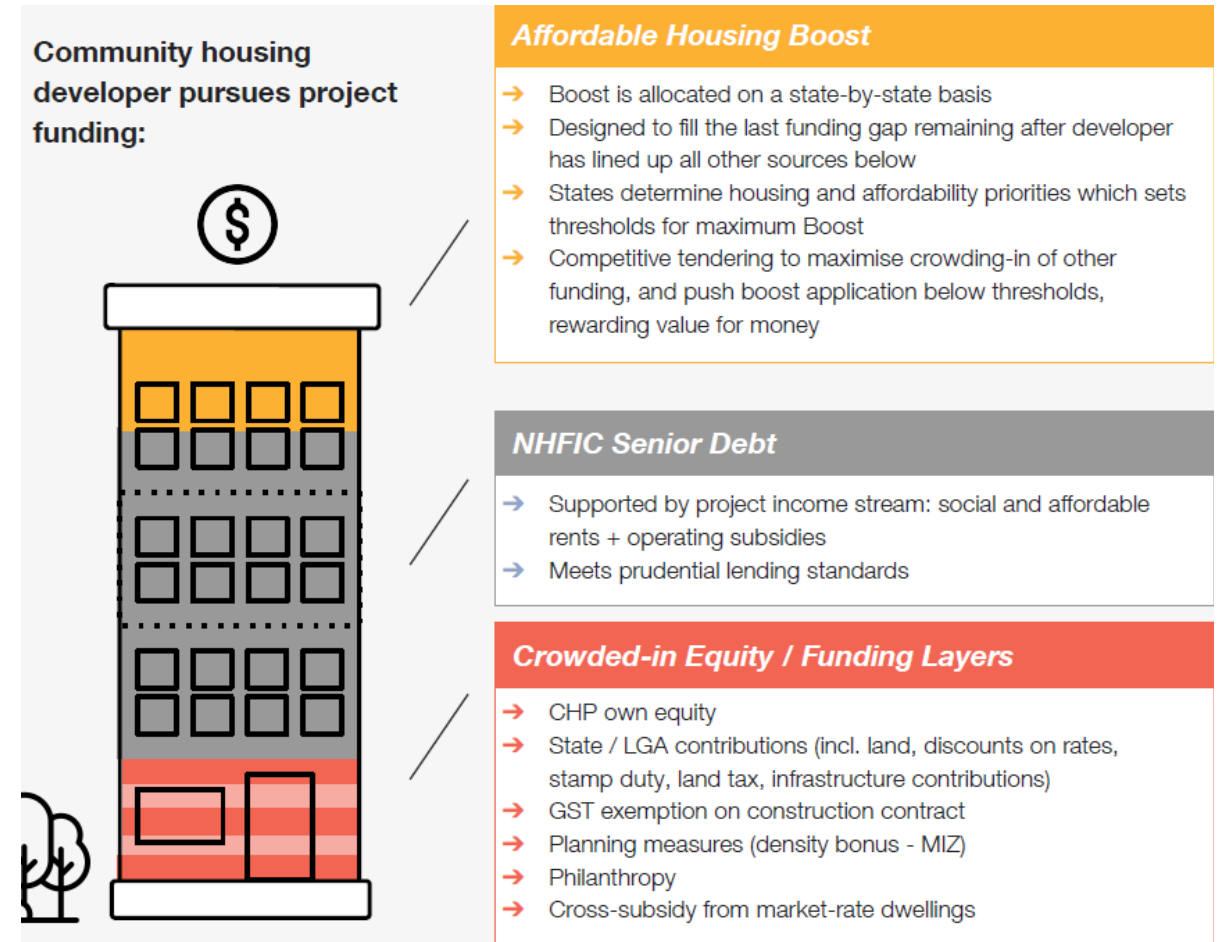 Community housing
developer pursues project
funding:
$
Affordable Housing Boost
→ Boost is allocated on a state-by-state basis
→ Designed to fill the last funding gap remaining after developer
has lined up all other sources below
→ States determine housing and affordability priorities which sets
thresholds for maximum Boost
→ Competitive tendering to maximise crowding-in of other
funding, and push boost application below thresholds,
rewarding value for money
NHFIC Senior Debt
→ Supported by project income stream: social and affordable
rents + operating subsidies
→ Meets prudential lending standards
Crowded-in Equity / Funding Layers
→ CHP own equity
→ State / LGA contributions (incl. land, discounts on rates,
stamp duty, land tax, infrastructure contributions)
→ GST exemption on construction contract
→ Planning measures (density bonus - MIZ)
→ Philanthropy
→ Cross-subsidy from market-rate dwellings